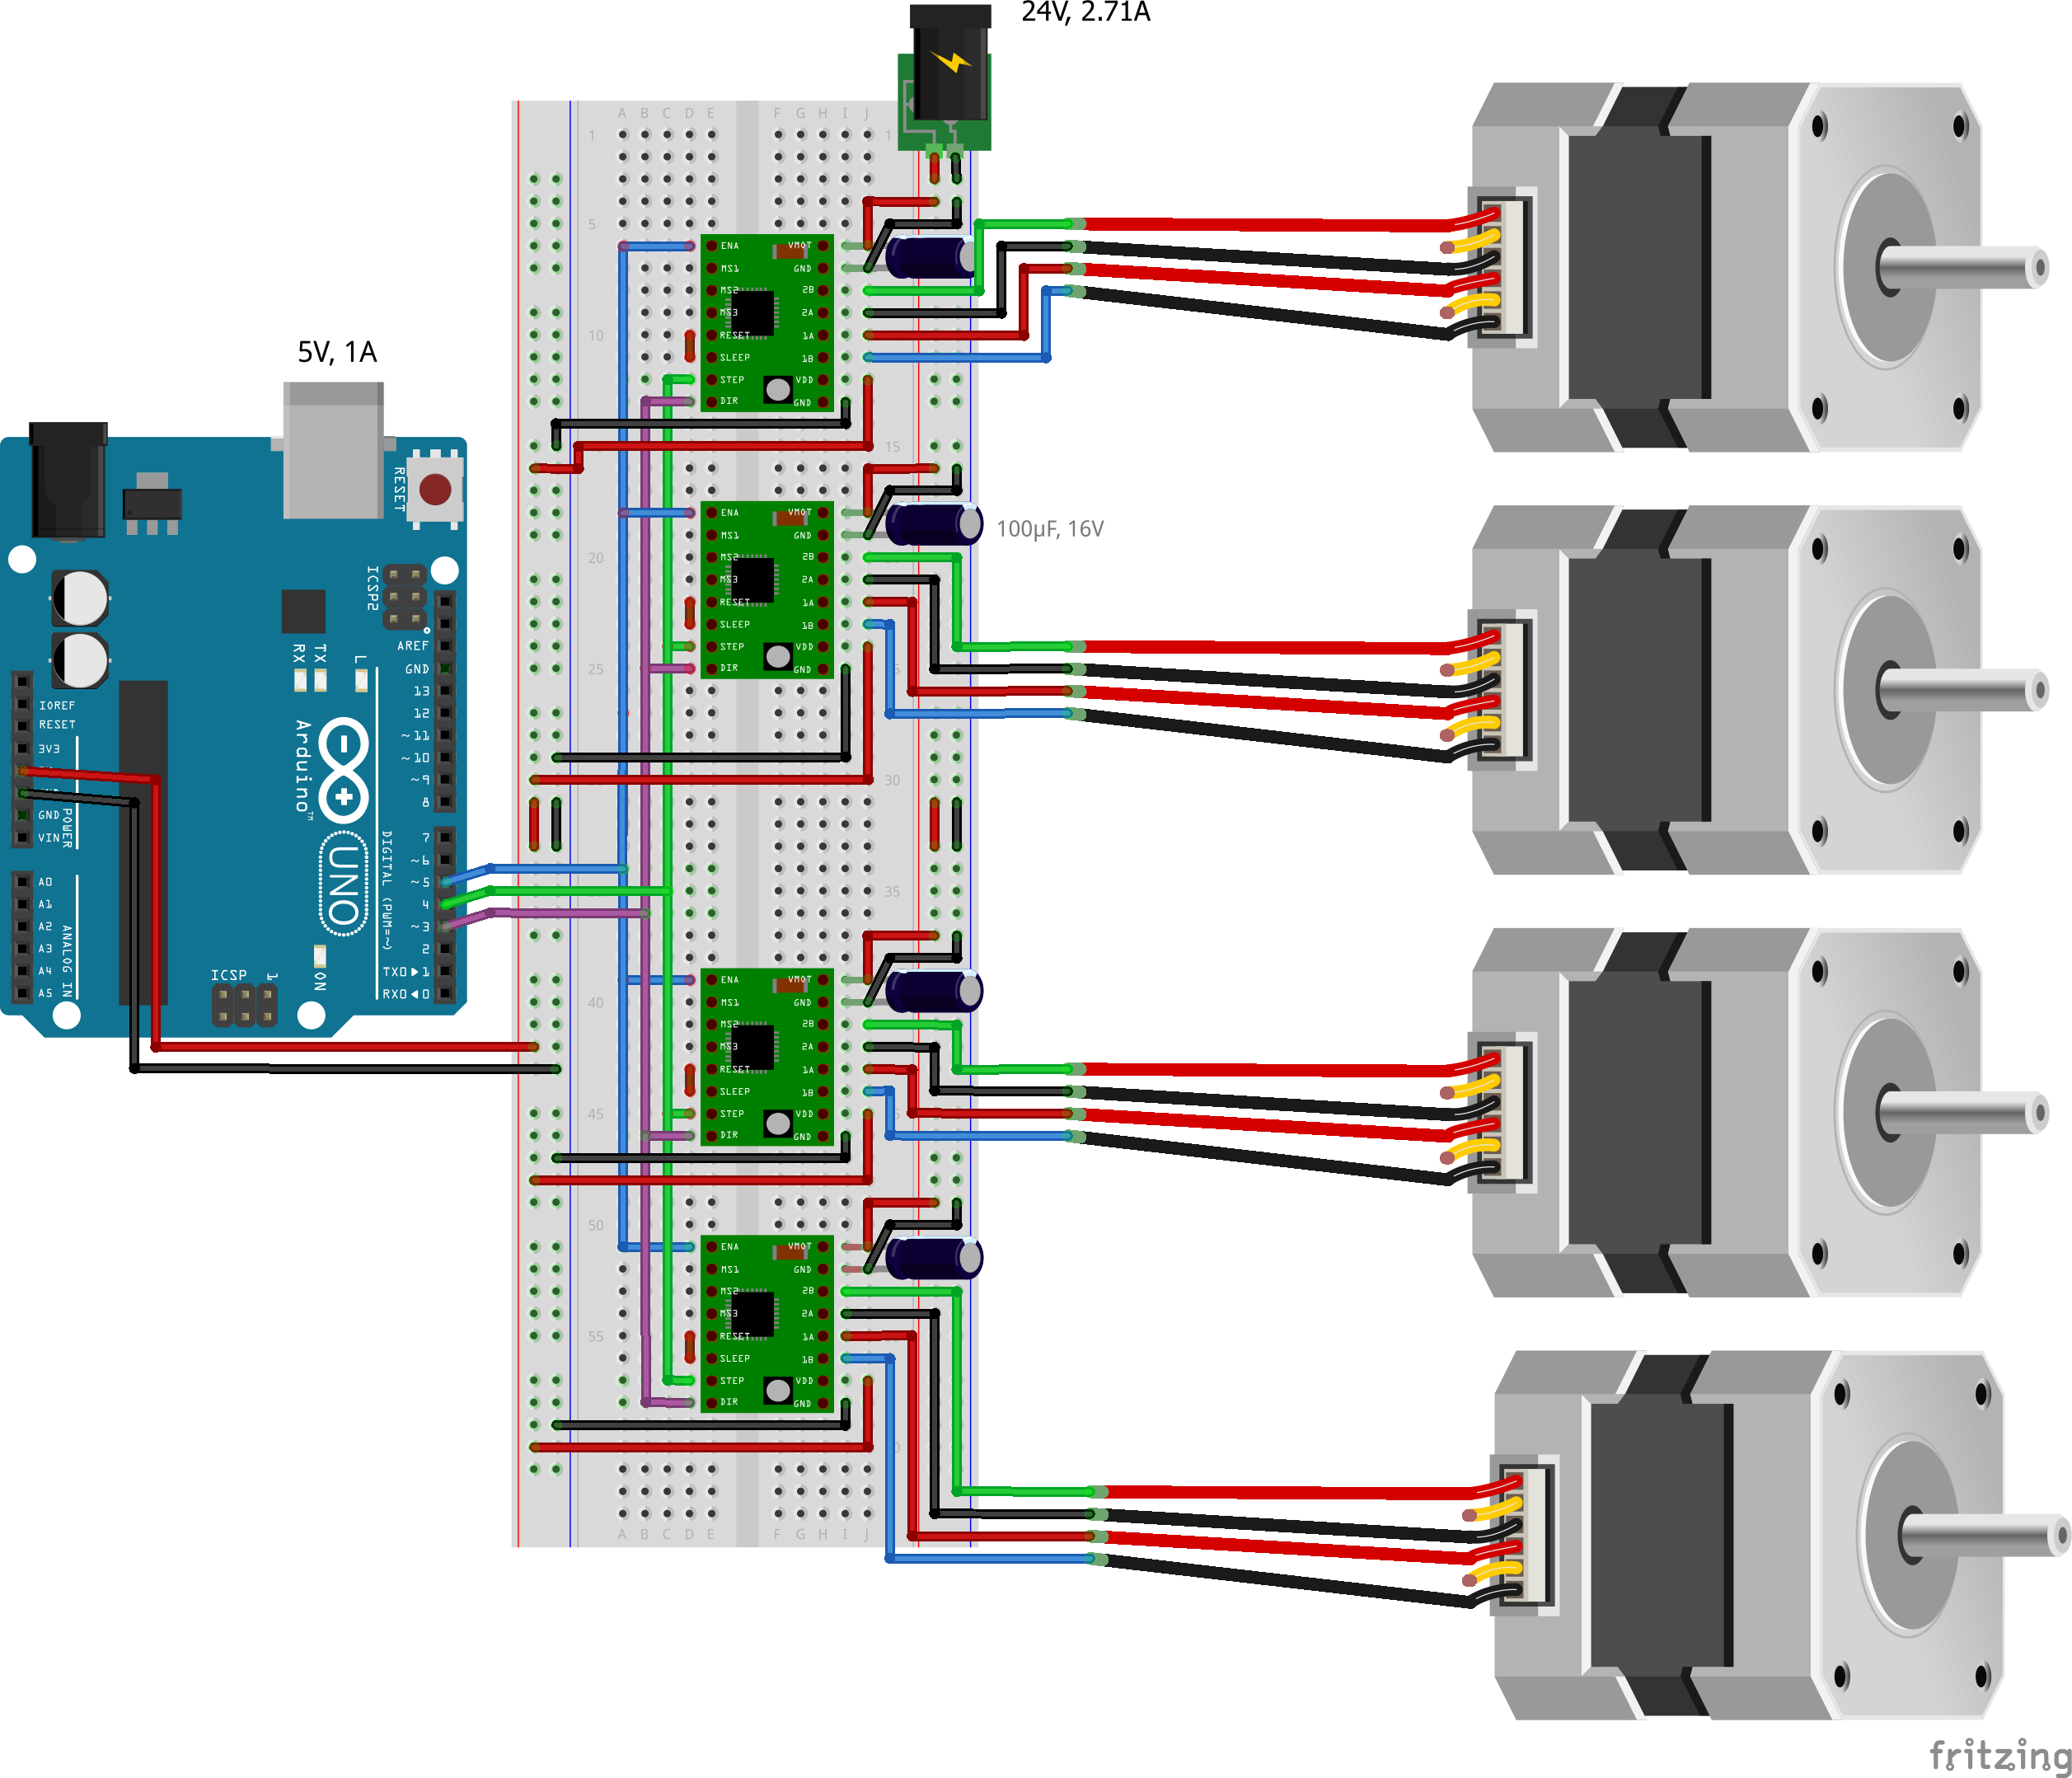 24V, 2.71A
5V, 1A
100µF, 16V
A B C D E F G H I J
1 1
5
10
15
20
25
30
35
40
45
50
55
A B C D E F G H I J
ENA VMOT
MS1 GND
MS2 2B
MS3 2A
RESET 1A
SLEEP 1B
STEP VDD
DIR GND
ENA VMOT
MS1 GND
MS2 2B
MS3 2A
RESET 1A
SLEEP 1B
STEP VDD
DIR GND
ENA VMOT
MS1 GND
MS2 2B
MS3 2A
RESET 1A
SLEEP 1B
STEP VDD
DIR GND
ENA VMOT
MS1 GND
MS2 2B
MS3 2A
RESET 1A
SLEEP 1B
STEP VDD
DIR GND
RESET
ICSP2
RX TX L
AREF
GND
13
12
~11
~10
~9
8
7
~6
~5
4
~3
2
TX0►1
RX0◄0
DIGITAL (PWM=~)
IOREF
RESET
3V3
GND
VIN
POWER
A0
A1
A2
A3
A4
A5
ANALOG IN
Arduino™
UNO
ICSP 1
ON
fritzing